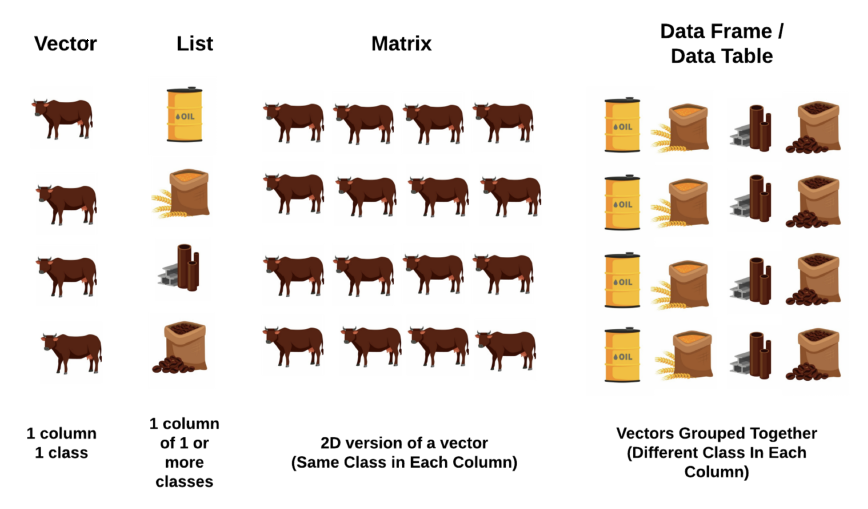 Vector
List
Matrix
Data Frame /
Data Table
OIL
OIL
OIL
OIL
OIL
1 column
1 class
1 column
of 1 or
more
classes
2D version of a vector
(Same Class in Each Column)
Vectors Grouped Together
(Different Class In Each
Column)